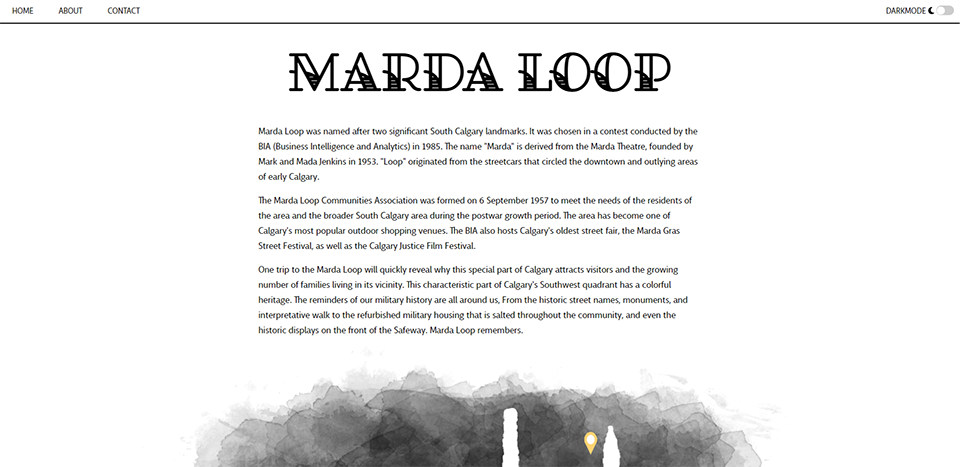 HOME ABOUT CONTACT DARKMODE
MARDA LOOP
Marda Loop was named after two significant South Calgary landmarks. It was chosen in a contest conducted by the
BIA (Business Intelligence and Analytics) in 1985. The name "Marda" is derived from the Marda Theatre, founded by
Mark and Mada Jenkins in 1953. "Loop" originated from the streetcars that circled the downtown and outlying areas
of early Calgary.
The Marda Loop Communities Association was formed on 6 September 1957 to meet the needs of the residents of
the area and the broader South Calgary area during the postwar growth period. The area has become one of
Calgary's most popular outdoor shopping venues. The BIA also hosts Calgary's oldest street fair, the Marda Gras
Street Festival, as well as the Calgary Justice Film Festival.
One trip to the Marda Loop will quickly reveal why this special part of Calgary attracts visitors and the growing
number of families living in its vicinity. This characteristic part of Calgary's Southwest quadrant has a colorful
heritage. The reminders of our military history are all around us, From the historic street names, monuments, and
interpretative walk to the refurbished military housing that is salted throughout the community, and even the
historic displays on the front of the Safeway. Marda Loop remembers.